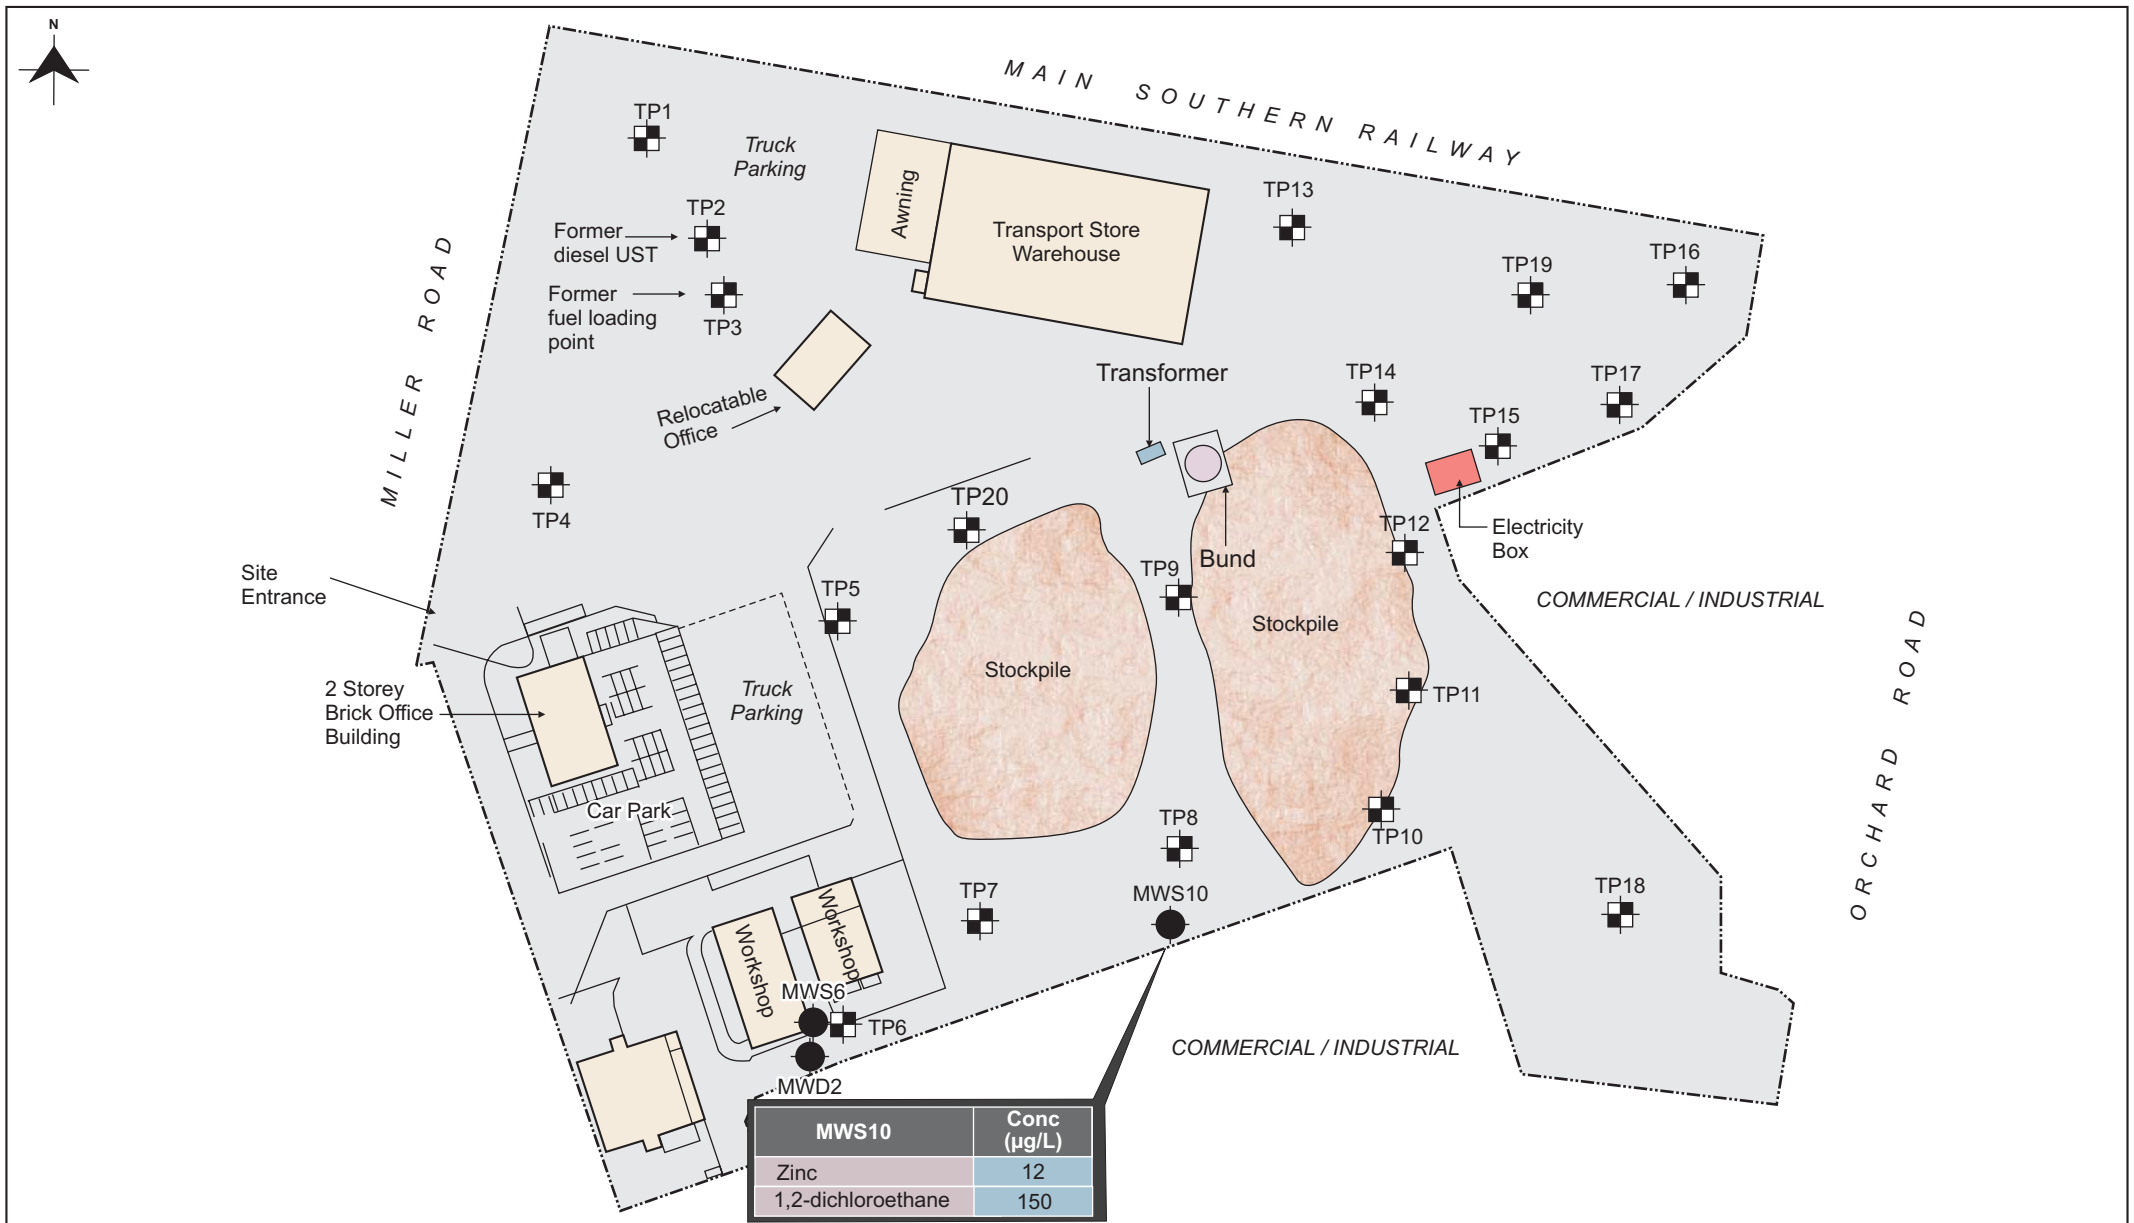 N
MAIN SOUTHERN RAILWAY
TP1
Truck
Parking
Awning
Transport Store
Warehouse
TP13
TP2
Former
diesel UST
TP19
TP16
Former
fuel loading
point
TP3
MILLER ROAD
Relocatable
Office
Transformer
TP14
TP17
TP15
TP4
TP20
TP12
Electricity
Box
Bund
TP9
Site
Entrance
TP5
COMMERCIAL / INDUSTRIAL
Stockpile
Stockpile
ORCHARD ROAD
2 Storey
Brick Office
Building
Truck
Parking
TP11
Car Park
TP8
TP10
TP7
MWS10
TP18
Workshop
Workshop
MWS6
TP6
MWD2
COMMERCIAL / INDUSTRIAL
MWS10 Conc
(µg/L)
Zinc 12
1,2-dichloroethane 150